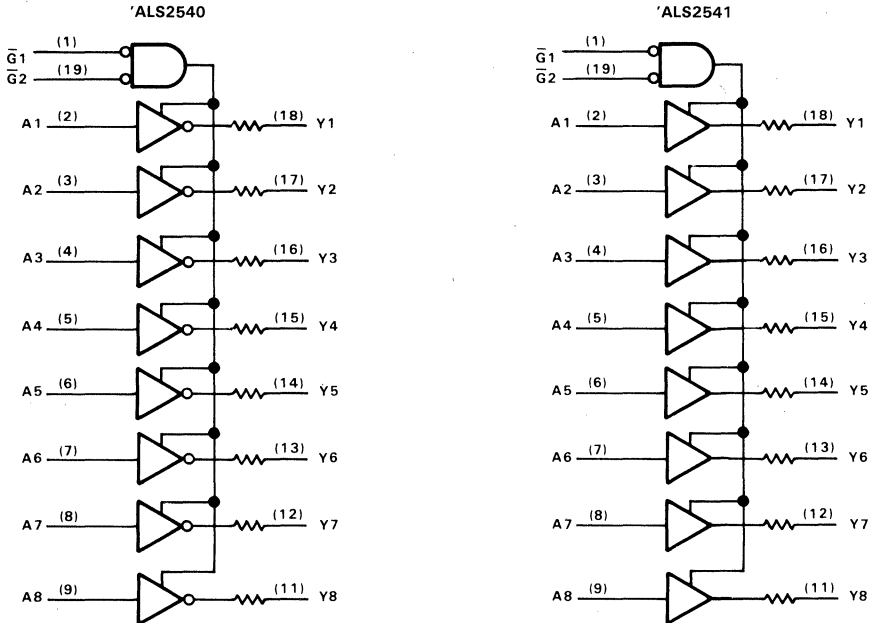 'ALS2540
G̅1 (1)
G̅2 (19)
A1 (2) (18) Y1
A2 (3) (17) Y2
A3 (4) (16) Y3
A4 (5) (15) Y4
A5 (6) (14) Y5
A6 (7) (13) Y6
A7 (8) (12) Y7
A8 (9) (11) Y8
'ALS2541
G̅1 (1)
G̅2 (19)
A1 (2) (18) Y1
A2 (3) (17) Y2
A3 (4) (16) Y3
A4 (5) (15) Y4
A5 (6) (14) Y5
A6 (7) (13) Y6
A7 (8) (12) Y7
A8 (9) (11) Y8